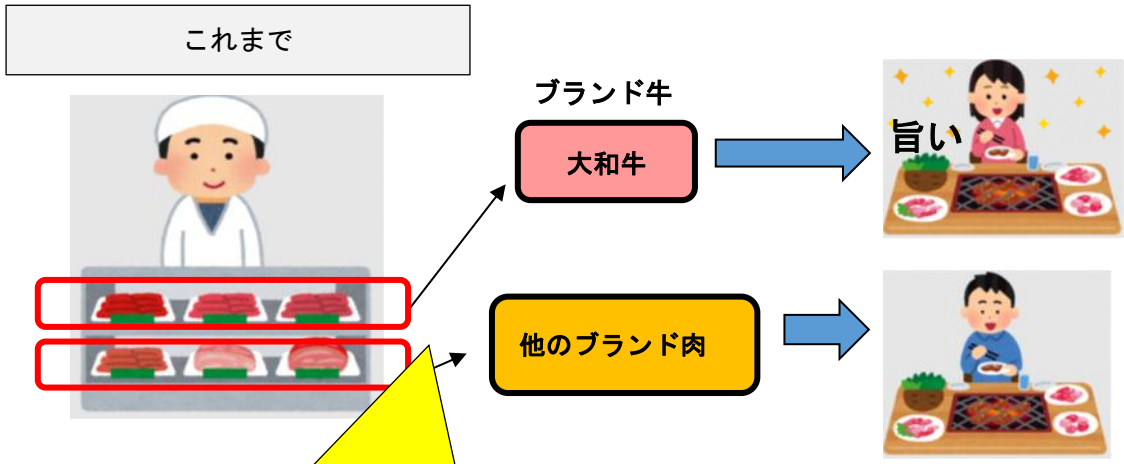 これまで
ブランド牛
大和牛
旨い
他のブランド肉